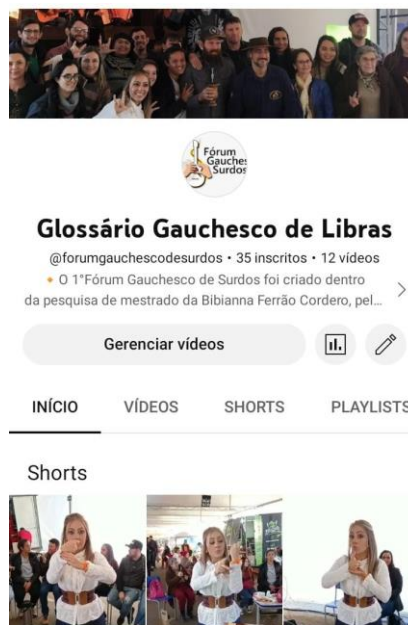 Fórum
Gauches
Surdos
Glossário Gauchesco de Libras
@forumgauchescodesurdos • 35 inscritos • 12 vídeos
🔸 O 1°Fórum Gauchesco de Surdos foi criado dentro
da pesquisa de mestrado da Bibianna Ferrão Cordero, pel...
Gerenciar vídeos
INÍCIO VÍDEOS SHORTS PLAYLISTS
Shorts